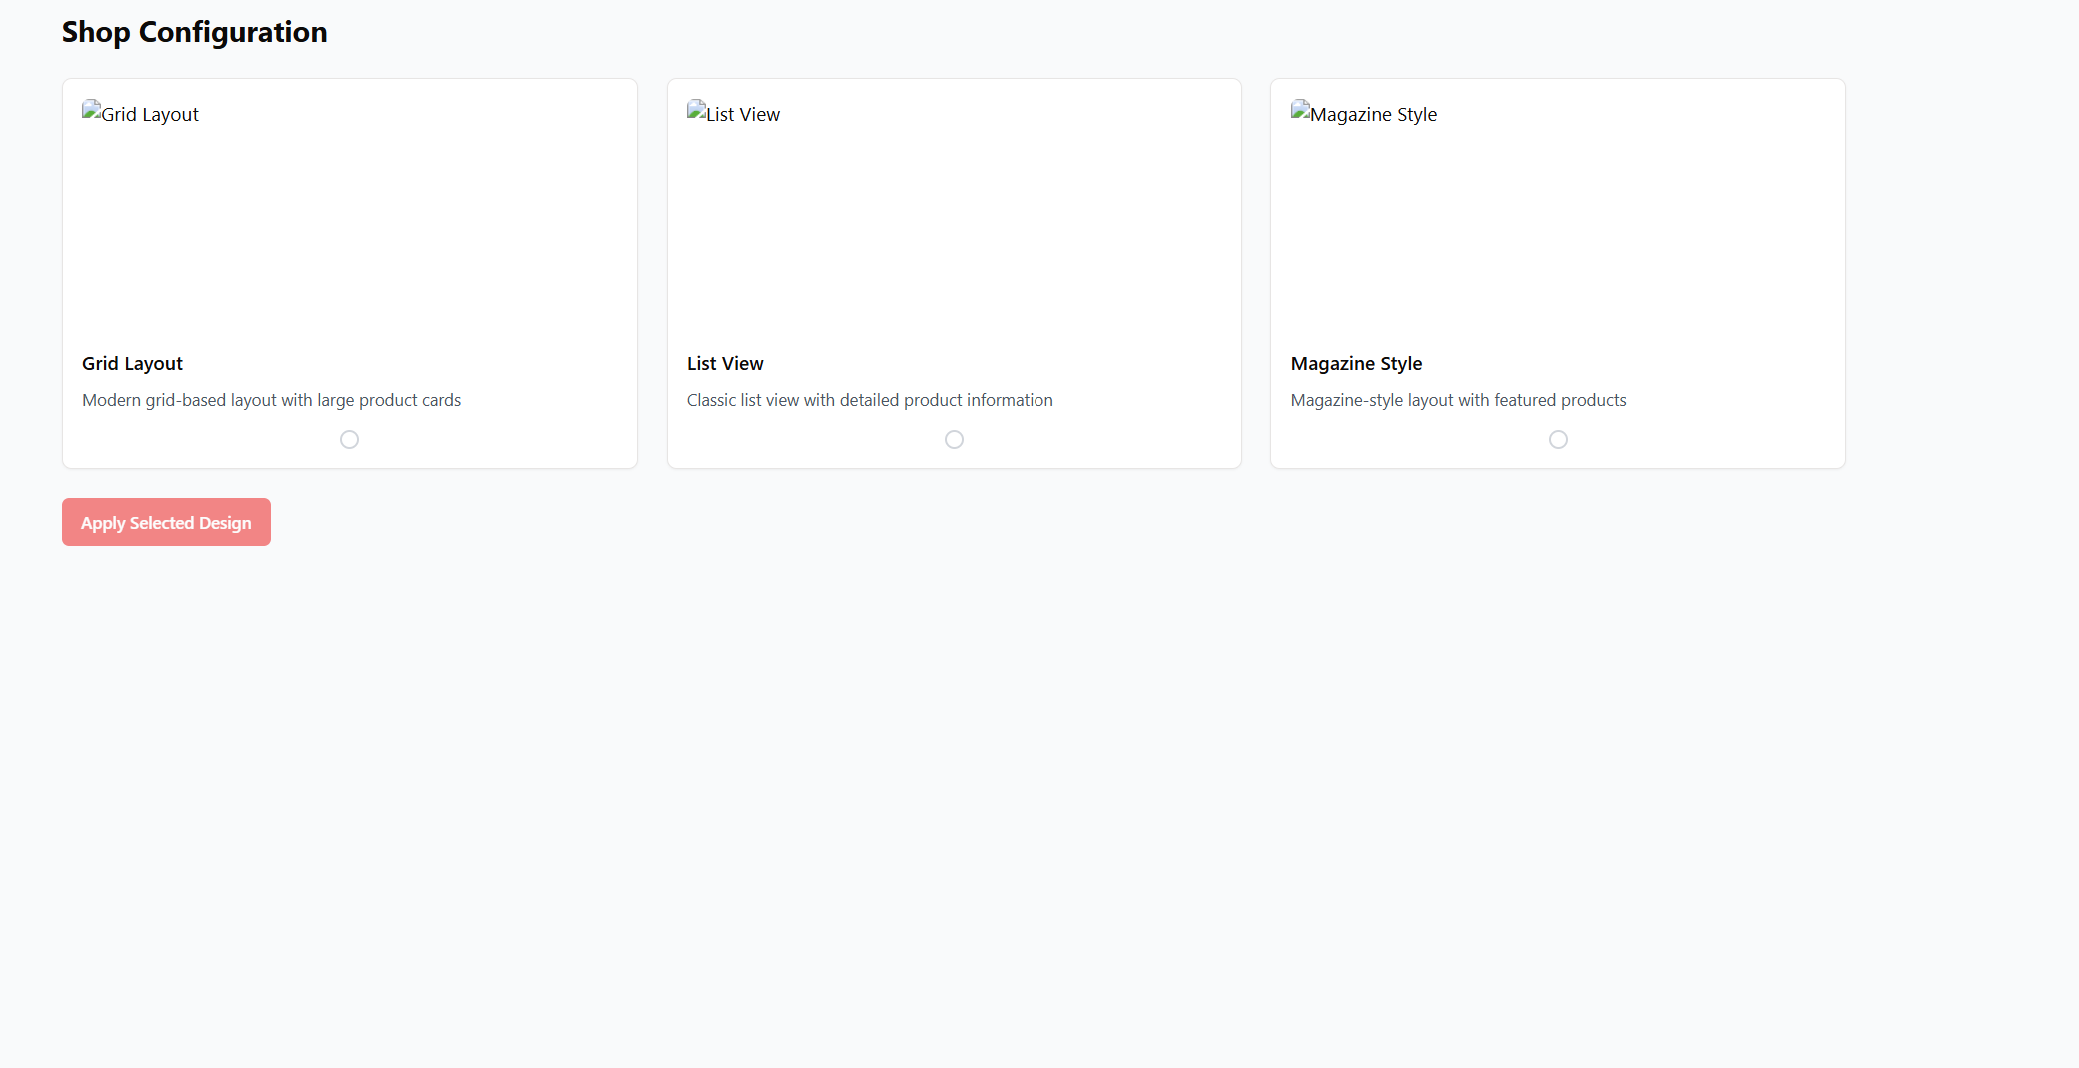 Shop Configuration
Grid Layout
Grid Layout
Modern grid-based layout with large product cards
List View
List View
Classic list view with detailed product information
Magazine Style
Magazine Style
Magazine-style layout with featured products
Apply Selected Design